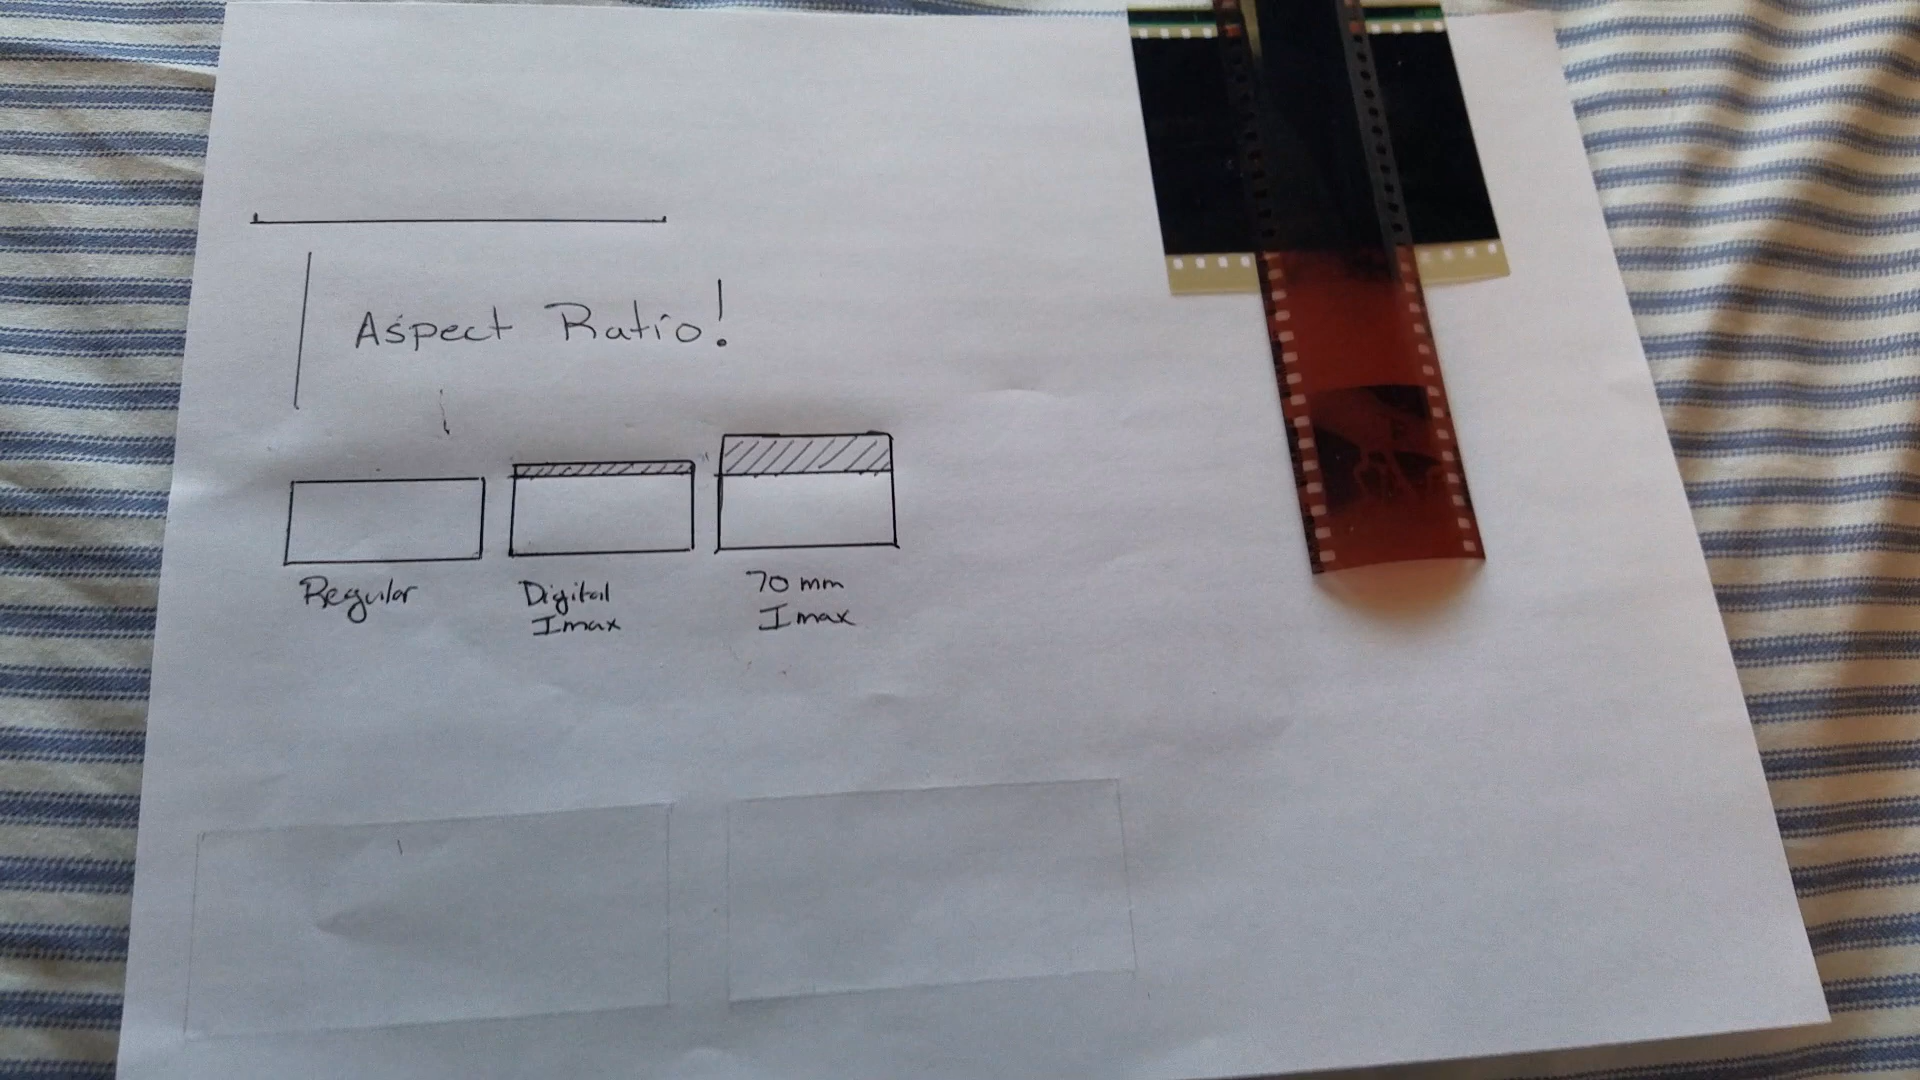 Aspect Ratio!
Regular
Digital
Imax
70 mm
Imax